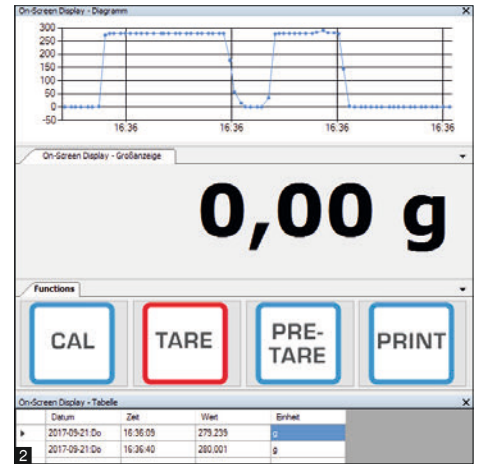 On-Screen Display - Diagramm X
300
250
200
150
100
50
0
-50
16:36 16:36 16:36 16:36
On-Screen Display - Großanzeige
0,00 g
Functions
CAL TARE PRE-TARE PRINT
On-Screen Display - Tabelle X
Datum Zeit Wert Einheit
2017-09-21:Do 16:36:09 279.239 g
2017-09-21:Do 16:36:40 280.001 g
2